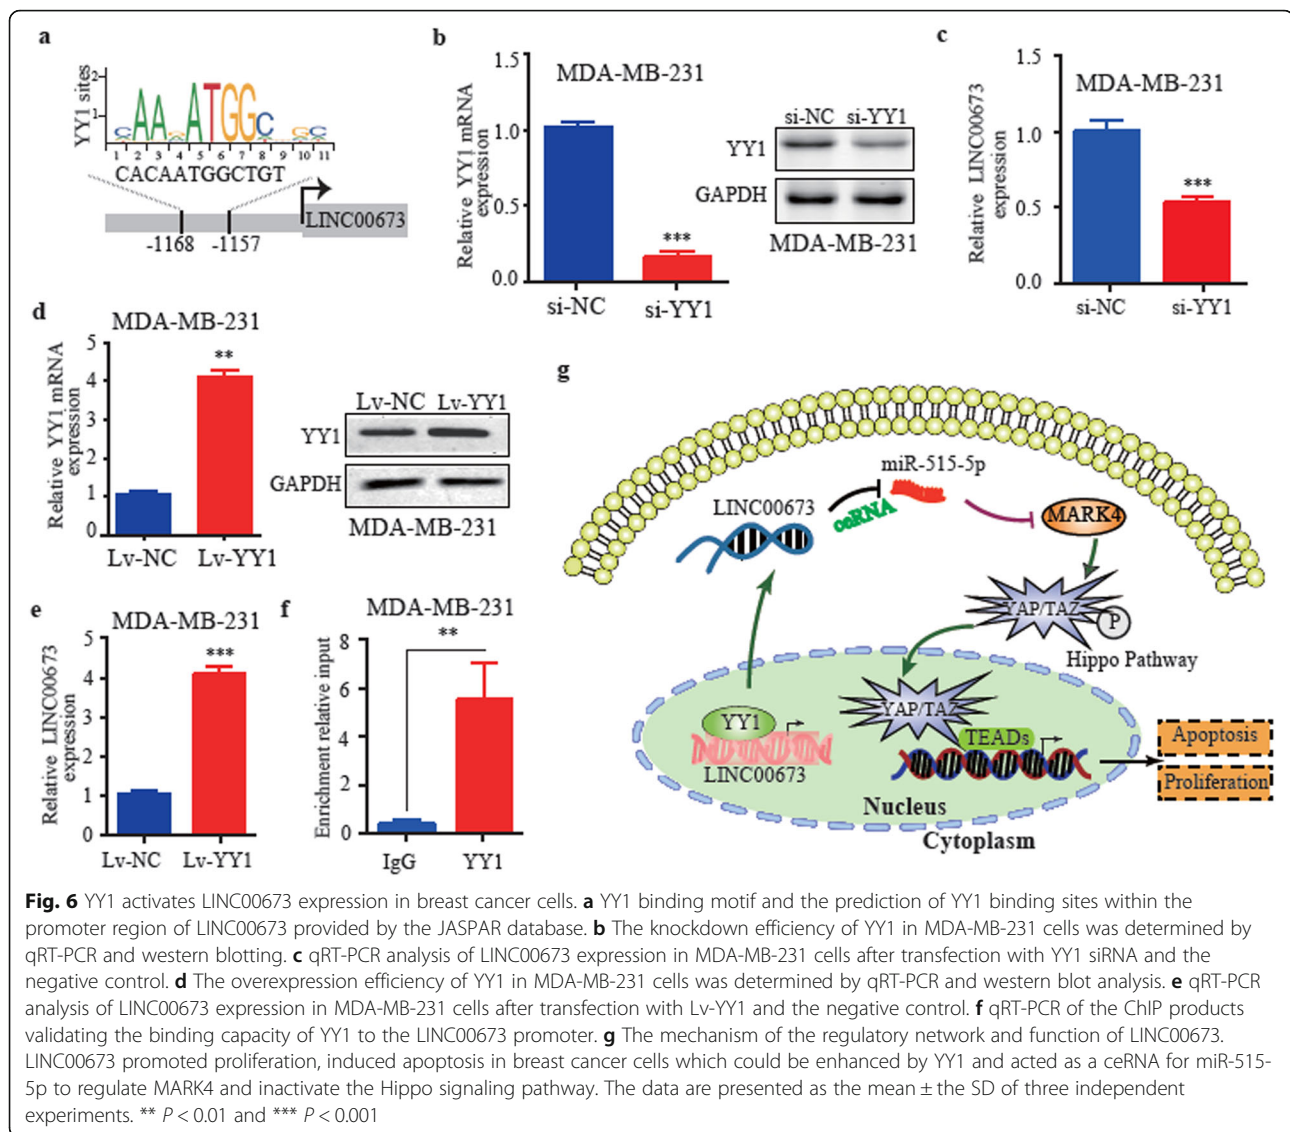 a
YY1 sites
2
1
CAANATGGC GC
1 2 3 4 5 6 7 8 9 10 11
CACAATGGCTGT
LINC00673
-1168 -1157
b
Relative YY1 mRNA
expression
1.5
1.0
0.5
0.0
MDA-MB-231
***
si-NC si-YY1
si-NC si-YY1
YY1
GAPDH
MDA-MB-231
c
Relative LINC00673
expression
1.5
1.0
0.5
0.0
MDA-MB-231
***
si-NC si-YY1
d
MDA-MB-231
Relative YY1 mRNA
expression
5
4
3
2
1
0
**
Lv-NC Lv-YY1
Lv-NC Lv-YY1
YY1
GAPDH
MDA-MB-231
e
MDA-MB-231
Relative LINC00673
expression
5
4
3
2
1
0
***
Lv-NC Lv-YY1
f
MDA-MB-231
Enrichment relative input
8
6
4
2
0
**
IgG YY1
g
miR-515-5p
LINC00673
ceRNA
MARK4
YAP/TAZ
P
Hippo Pathway
YAP/TAZ
YY1
TEADs
LINC00673
Apoptosis
Proliferation
Nucleus
Cytoplasm
Fig. 6 YY1 activates LINC00673 expression in breast cancer cells. a YY1 binding motif and the prediction of YY1 binding sites within the
promoter region of LINC00673 provided by the JASPAR database. b The knockdown efficiency of YY1 in MDA-MB-231 cells was determined by
qRT-PCR and western blotting. c qRT-PCR analysis of LINC00673 expression in MDA-MB-231 cells after transfection with YY1 siRNA and the
negative control. d The overexpression efficiency of YY1 in MDA-MB-231 cells was determined by qRT-PCR and western blot analysis. e qRT-PCR
analysis of LINC00673 expression in MDA-MB-231 cells after transfection with Lv-YY1 and the negative control. f qRT-PCR of the ChIP products
validating the binding capacity of YY1 to the LINC00673 promoter. g The mechanism of the regulatory network and function of LINC00673.
LINC00673 promoted proliferation, induced apoptosis in breast cancer cells which could be enhanced by YY1 and acted as a ceRNA for miR-515-
5p to regulate MARK4 and inactivate the Hippo signaling pathway. The data are presented as the mean ± the SD of three independent
experiments. ** P < 0.01 and *** P < 0.001